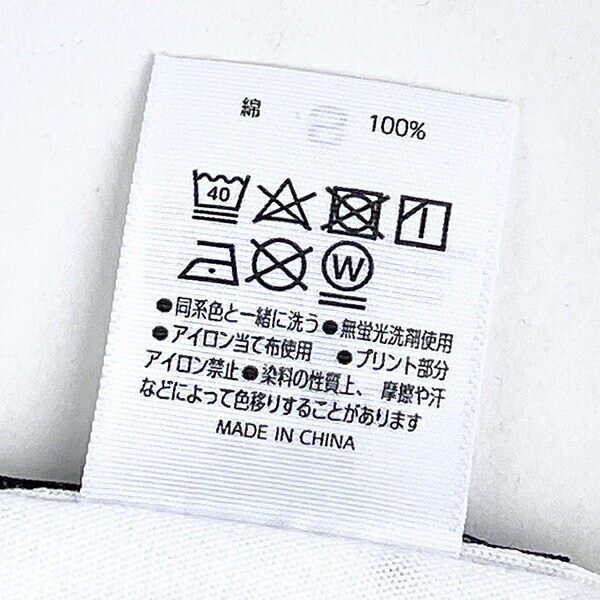 綿 100%
40
W
●同系色と一緒に洗う●無蛍光洗剤使用
●アイロン当て布使用 ●プリント部分
アイロン禁止●染料の性質上、摩擦や汗
などによって色移りすることがあります
MADE IN CHINA